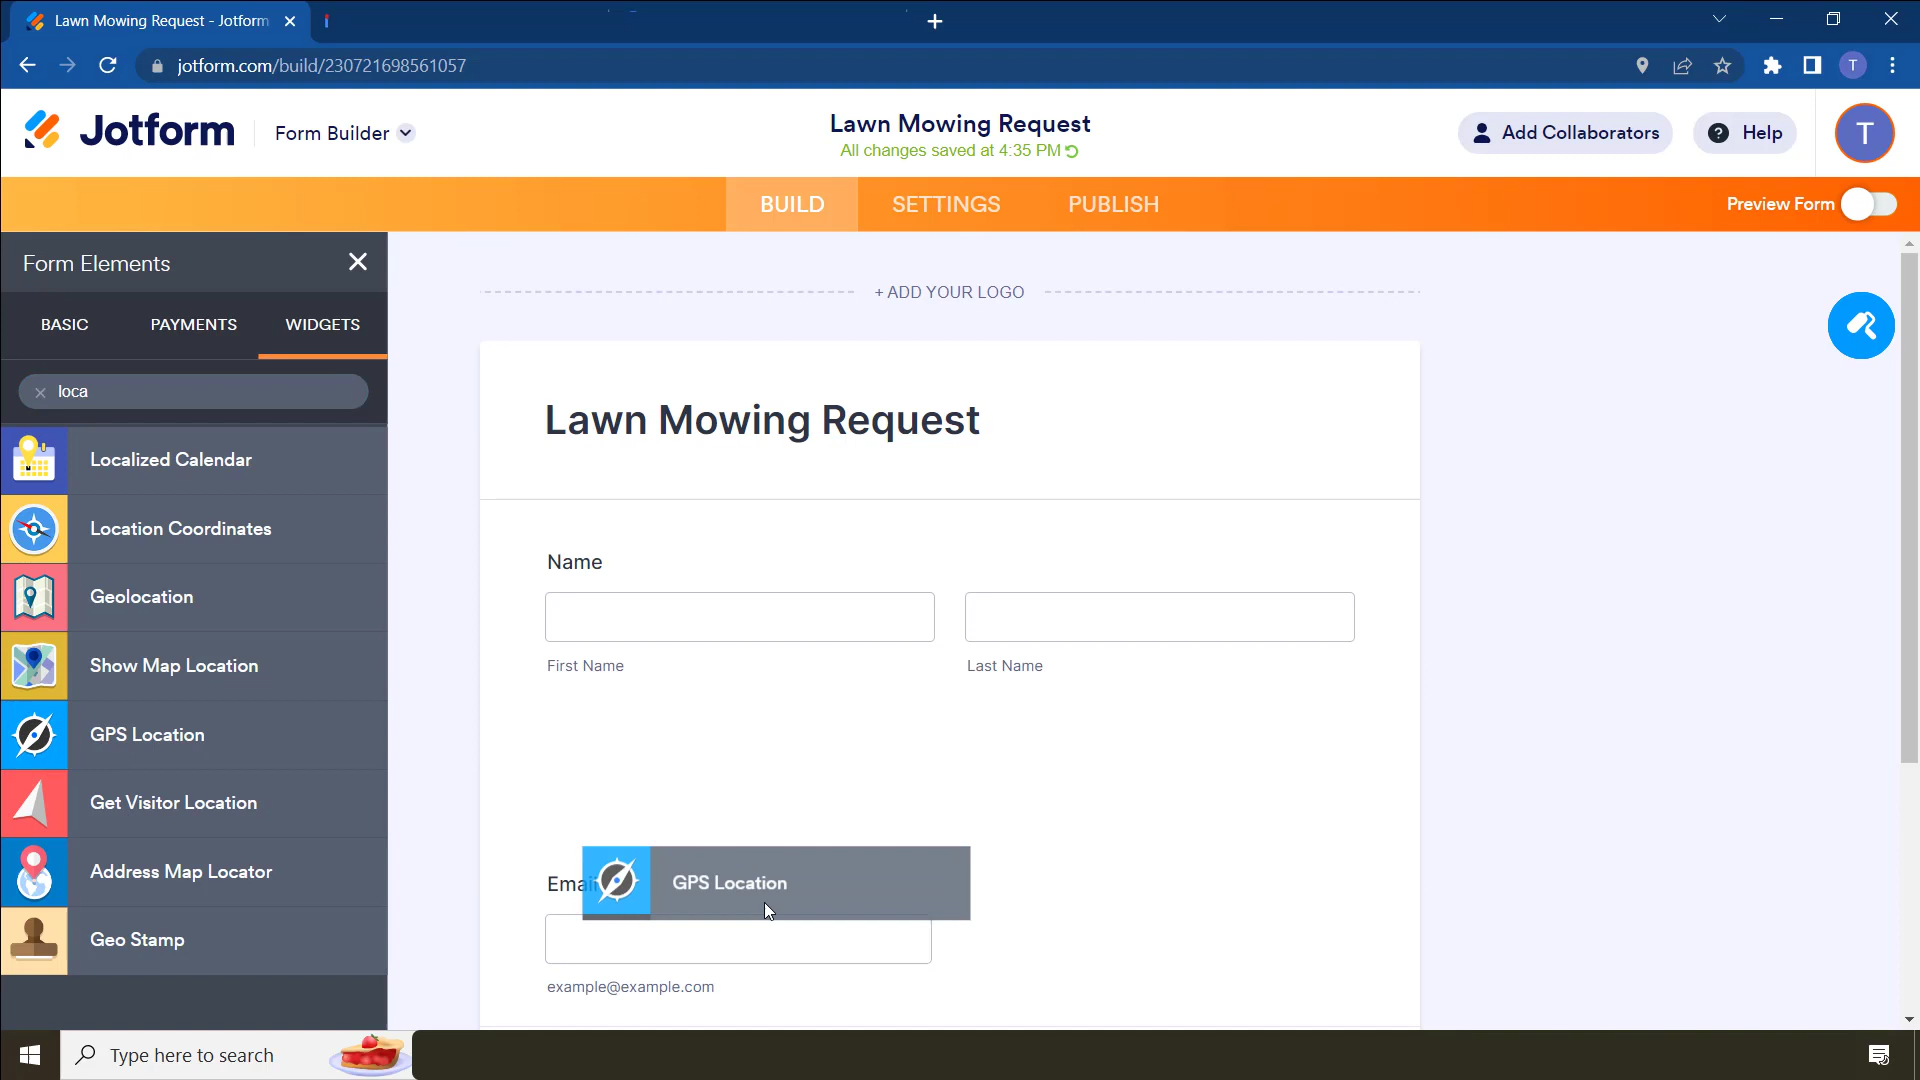 Lawn Mowing Request - Jotform
jotform.com/build/230721698561057
T
Jotform
Form Builder
Lawn Mowing Request
All changes saved at 4:35 PM
Add Collaborators
? Help
T
BUILD
SETTINGS
PUBLISH
Preview Form
Form Elements
BASIC
PAYMENTS
WIDGETS
loca
Localized Calendar
Location Coordinates
Geolocation
Show Map Location
GPS Location
Get Visitor Location
Address Map Locator
Geo Stamp
+ ADD YOUR LOGO
Lawn Mowing Request
Name
First Name
Last Name
Email
GPS Location
example@example.com
Type here to search